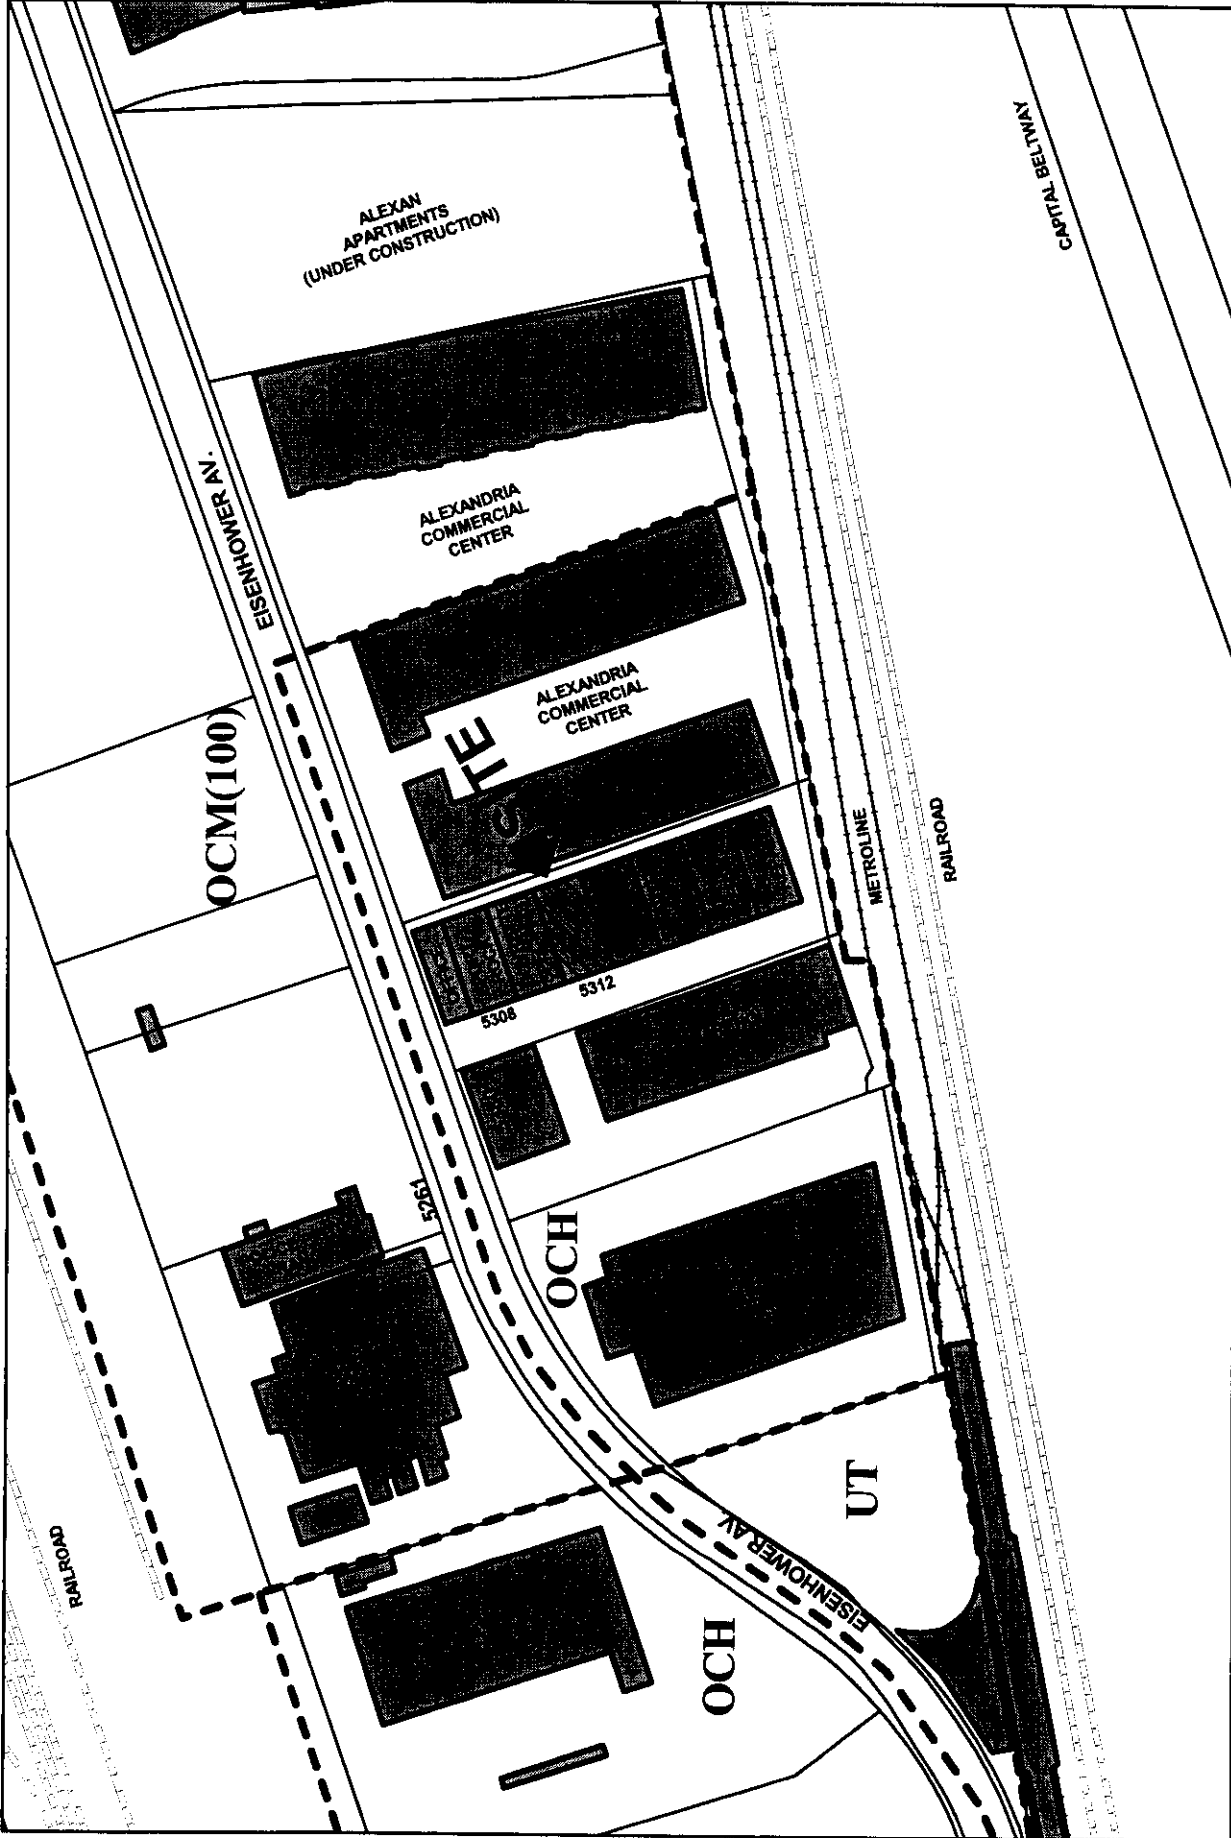 ALEXAN
APARTMENTS
(UNDER CONSTRUCTION)
CAPITAL BELTWAY
EISENHOWER AV.
ALEXANDRIA
COMMERCIAL
CENTER
OCM(100)
ALEXANDRIA
COMMERCIAL
CENTER
METROLINE
RAILROAD
5308
5312
5261
OCH
UT
RAILROAD
EISENHOWER AV
OCH